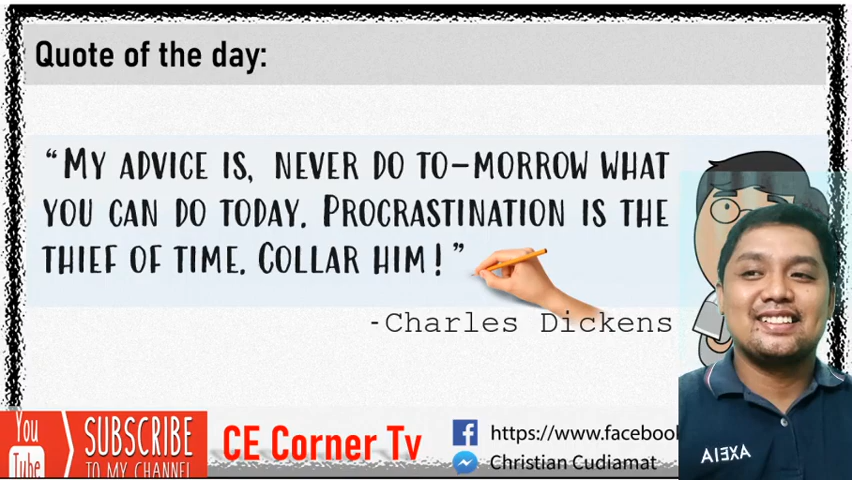 Quote of the day:
“My advice is, never do to-morrow what
you can do today. Procrastination is the
thief of time. Collar him!”
-Charles Dickens
You
Tube
SUBSCRIBE
TO MY CHANNEL
CE Corner Tv
https://www.facebook
Christian Cudiamat
AXEIA